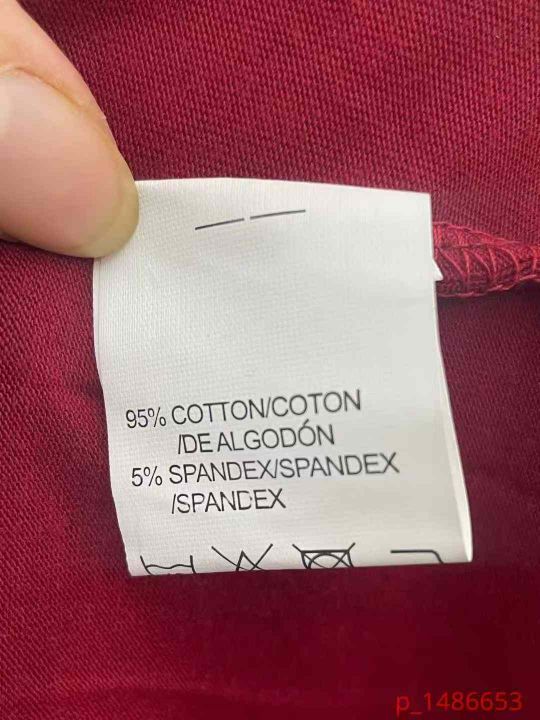 95% COTTON/COTON
/DE ALGODÓN
5% SPANDEX/SPANDEX
/SPANDEX
p_1486653